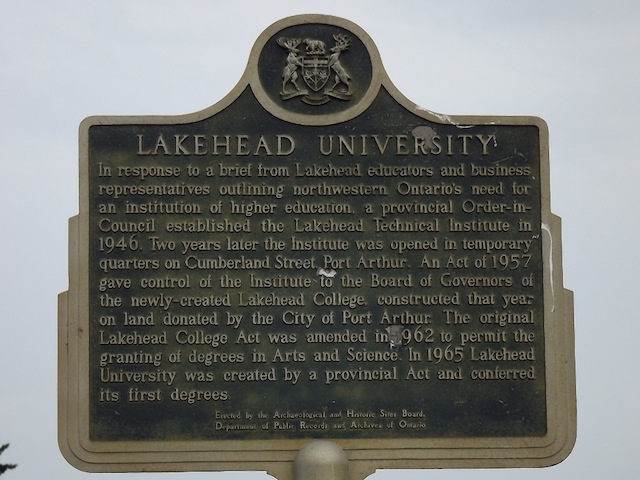 LAKEHEAD UNIVERSITY
In response to a brief from Lakehead educators and business
representatives outlining northwestern Ontario's need for
an institution of higher education, a provincial Order-in-
Council established the Lakehead Technical Institute in
1946. Two years later the Institute was opened in temporary
quarters on Cumberland Street, Port Arthur. An Act of 1957
gave control of the Institute to the Board of Governors of
the newly-created Lakehead College, constructed that year
on land donated by the City of Port Arthur. The original
Lakehead College Act was amended in 1962 to permit the
granting of degrees in Arts and Science. In 1965 Lakehead
University was created by a provincial Act and conferred
its first degrees.
Erected by the Archaeological and Historic Sites Board,
Department of Public Records and Archives of Ontario